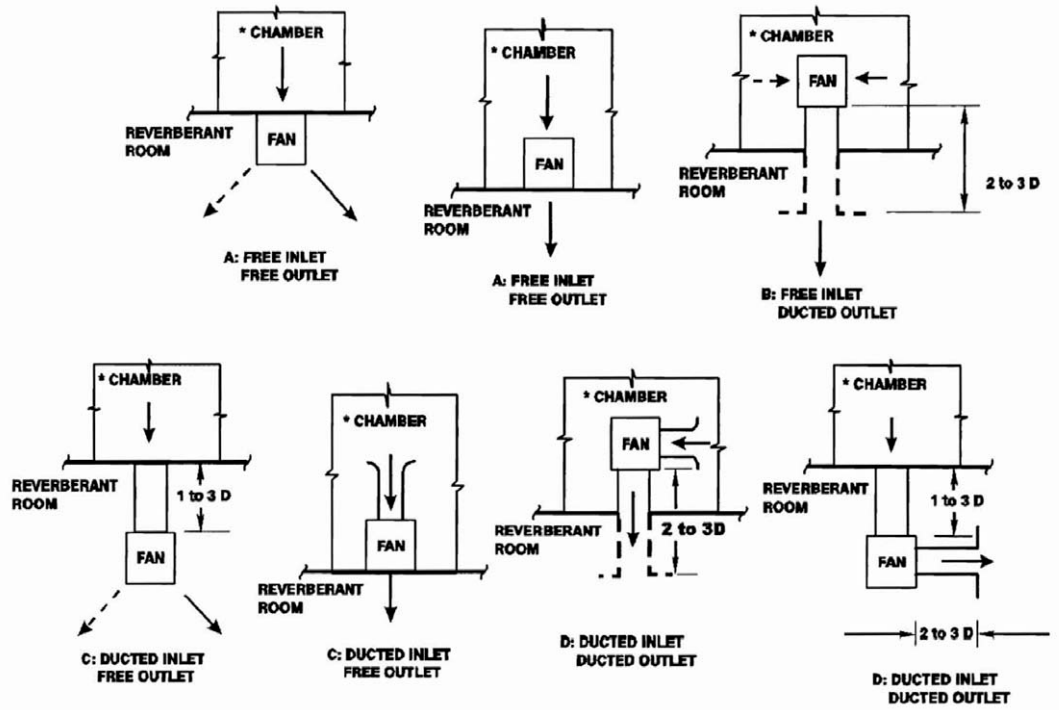 * CHAMBER
FAN
REVERBERANT
ROOM
A: FREE INLET
FREE OUTLET
* CHAMBER
FAN
REVERBERANT
ROOM
A: FREE INLET
FREE OUTLET
* CHAMBER
FAN
REVERBERANT
ROOM
2 to 3 D
B: FREE INLET
DUCTED OUTLET
* CHAMBER
REVERBERANT
ROOM
1 to 3 D
FAN
C: DUCTED INLET
FREE OUTLET
* CHAMBER
FAN
REVERBERANT
ROOM
C: DUCTED INLET
FREE OUTLET
* CHAMBER
FAN
REVERBERANT
ROOM
2 to 3D
D: DUCTED INLET
DUCTED OUTLET
* CHAMBER
REVERBERANT
ROOM
1 to 3 D
FAN
2 to 3 D
D: DUCTED INLET
DUCTED OUTLET